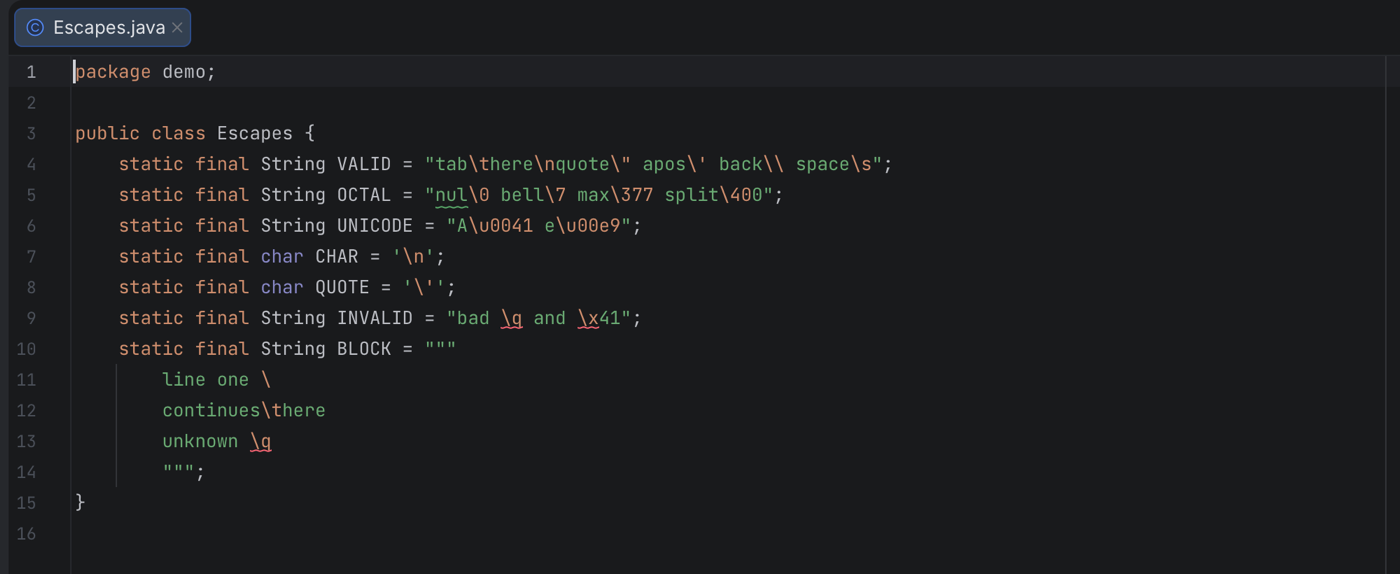 Escapes.java
1 package demo;
2
3 public class Escapes {
4     static final String VALID = "tab\there\nquote\" apos\' back\\ space\s";
5     static final String OCTAL = "nul\0 bell\7 max\377 split\400";
6     static final String UNICODE = "A\u0041 e\u00e9";
7     static final char CHAR = '\n';
8     static final char QUOTE = '\'';
9     static final String INVALID = "bad \q and \x41";
10     static final String BLOCK = """
11         line one \
12         continues\there
13         unknown \q
14         """;
15 }
16